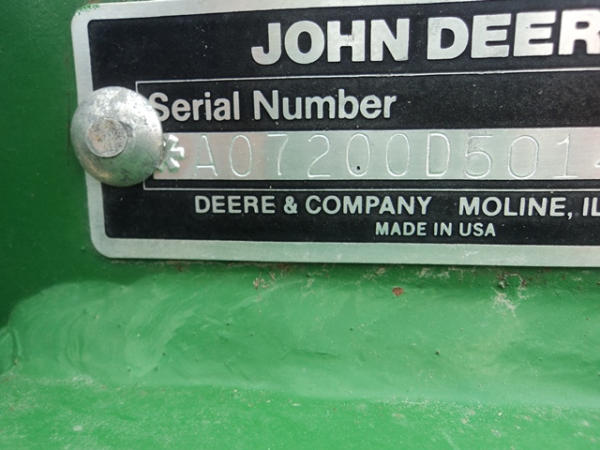 JOHN DEER
Serial Number
*A07200D501
DEERE & COMPANY MOLINE, IL
MADE IN USA